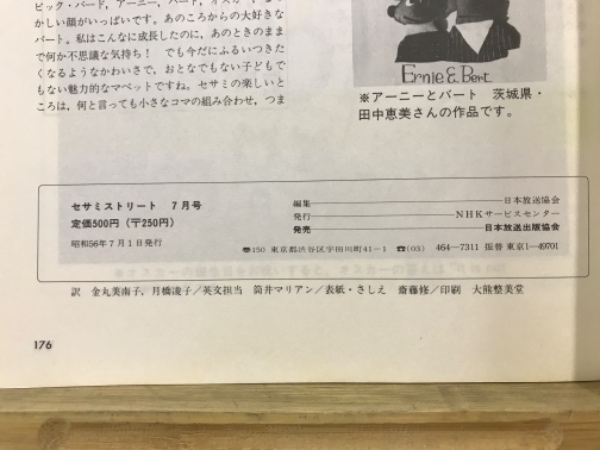 ビッグ・バード，アーニー，バート，オスカー，
かしい顔がいっぱいです。あのころからの大好きな
バート。私はこんなに成長したのに，あのときのまま
で何か不思議な気持ち！　でも今だにふるいつきた
くなるようなかわいさで，おとなでもない子どもで
もない魅力的なマペットですね。セサミの楽しいと
ころは，何と言っても小さなコマの組み合わせ，つま
Ernie & Bert
※アーニーとバート　茨城県・
田中恵美さんの作品です。
セサミストリート　7月号
定価500円（〒250円）
昭和56年7月1日発行
編集―日本放送協会
発行―NHKサービスセンター
発売―日本放送出版協会
〠150 東京都渋谷区宇田川町41－1 ☎(03) 464－7311 振替 東京1－49701
訳　金丸美南子，月橋凌子／英文担当　筒井マリアン／表紙・さしえ　斎藤修／印刷　大熊整美堂
176